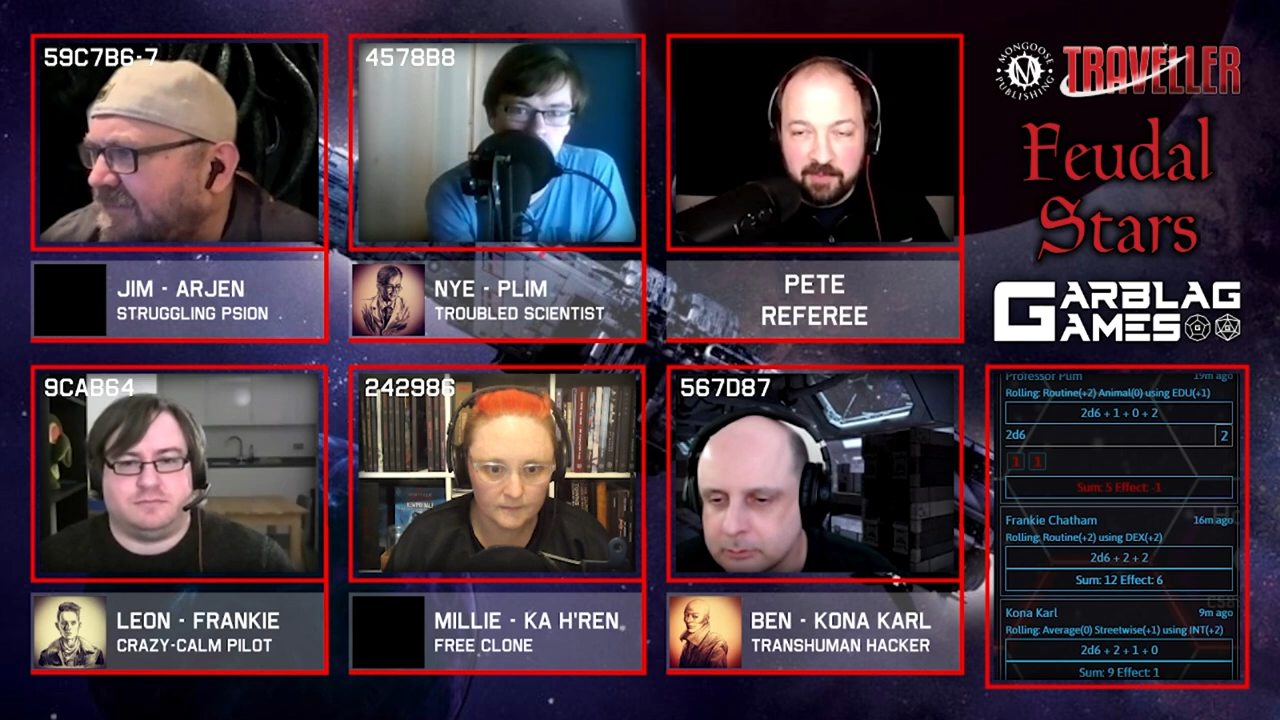 59C7B6-7
4578B8
JIM - ARJEN
STRUGGLING PSION
NYE - PLIM
TROUBLED SCIENTIST
PETE
REFEREE
MONGOOSE PUBLISHING
TRAVELLER
Feudal
Stars
GARBLAG
GAMES
9CAB64
242986
567D87
LEON - FRANKIE
CRAZY-CALM PILOT
MILLIE - KA H'REN
FREE CLONE
BEN - KONA KARL
TRANSHUMAN HACKER
Professor Plim 19m ago
Rolling: Routine(+2) Animal(0) using EDU(+1)
2d6 + 1 + 0 + 2
2d6 2
1 1
Sum: 5 Effect: -1
Frankie Chatham 16m ago
Rolling: Routine(+2) using DEX(+2)
2d6 + 2 + 2
Sum: 12 Effect: 6
Kona Karl 9m ago
Rolling: Average(0) Streetwise(+1) using INT(+2)
2d6 + 2 + 1 + 0
Sum: 9 Effect: 1